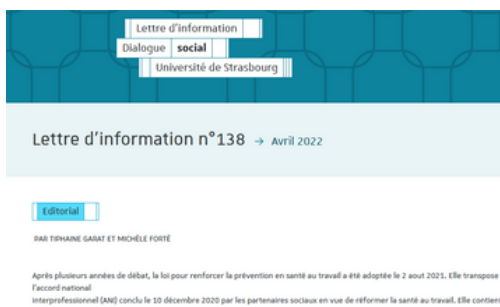 Lettre d'information
Dialogue social
Université de Strasbourg
Lettre d'information n°138 → Avril 2022
Editorial
PAR TIPHAINE GARAT ET MICHÈLE FORTÉ
Après plusieurs années de débat, la loi pour renforcer la prévention en santé au travail a été adoptée le 2 aout 2021. Elle transpose
l'accord national
interprofessionnel (ANI) conclu le 10 décembre 2020 par les partenaires sociaux en vue de réformer la santé au travail. Elle contien